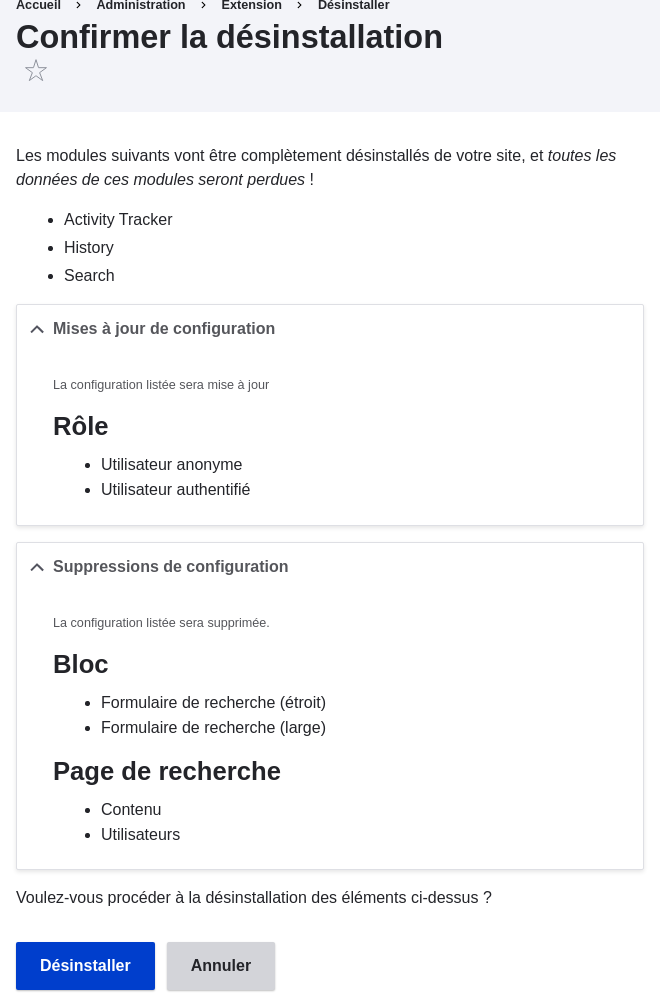 Accueil > Administration > Extension > Désinstaller
Confirmer la désinstallation
Les modules suivants vont être complètement désinstallés de votre site, et toutes les
données de ces modules seront perdues !
Activity Tracker
History
Search
Mises à jour de configuration
La configuration listée sera mise à jour
Rôle
Utilisateur anonyme
Utilisateur authentifié
Suppressions de configuration
La configuration listée sera supprimée.
Bloc
Formulaire de recherche (étroit)
Formulaire de recherche (large)
Page de recherche
Contenu
Utilisateurs
Voulez-vous procéder à la désinstallation des éléments ci-dessus ?
Désinstaller Annuler